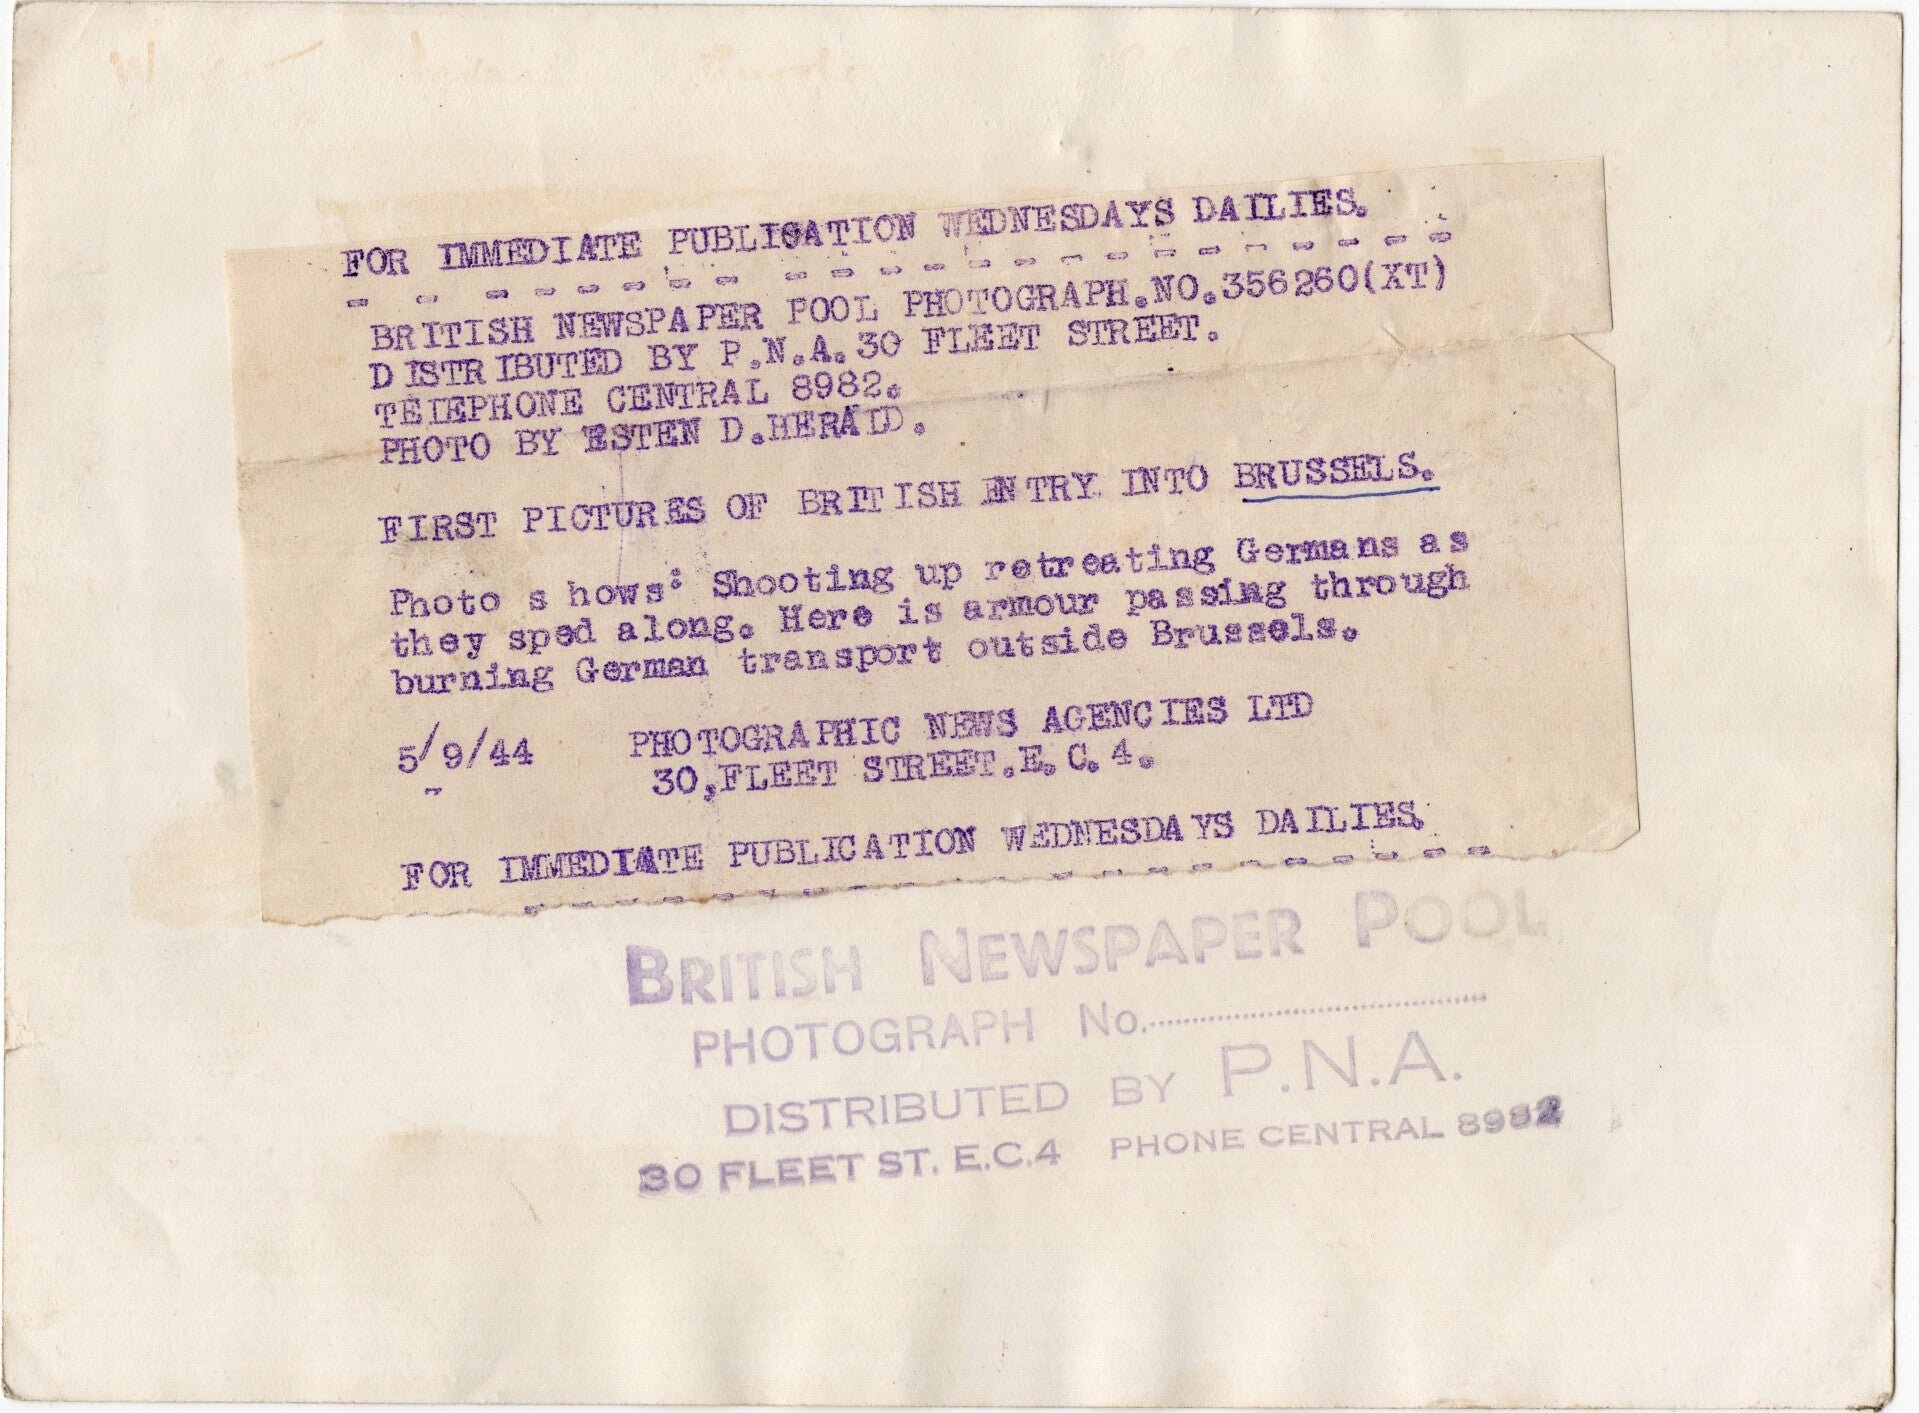 FOR IMMEDIATE PUBLICATION WEDNESDAYS DAILIES.
BRITISH NEWSPAPER POOL PHOTOGRAPH.NO.356260(XT)
DISTRIBUTED BY P.N.A.30 FLEET STREET.
TELEPHONE CENTRAL 8982.
PHOTO BY ESTEN D.HERALD.
FIRST PICTURES OF BRITISH ENTRY INTO BRUSSELS.
Photo shows: Shooting up retreating Germans as
they sped along. Here is armour passing through
burning German transport outside Brussels.
5/9/44 PHOTOGRAPHIC NEWS AGENCIES LTD
30,FLEET STREET.E.C.4.
FOR IMMEDIATE PUBLICATION WEDNESDAYS DAILIES.
BRITISH NEWSPAPER POOL
PHOTOGRAPH No.
DISTRIBUTED BY P.N.A.
30 FLEET ST. E.C.4 PHONE CENTRAL 8982